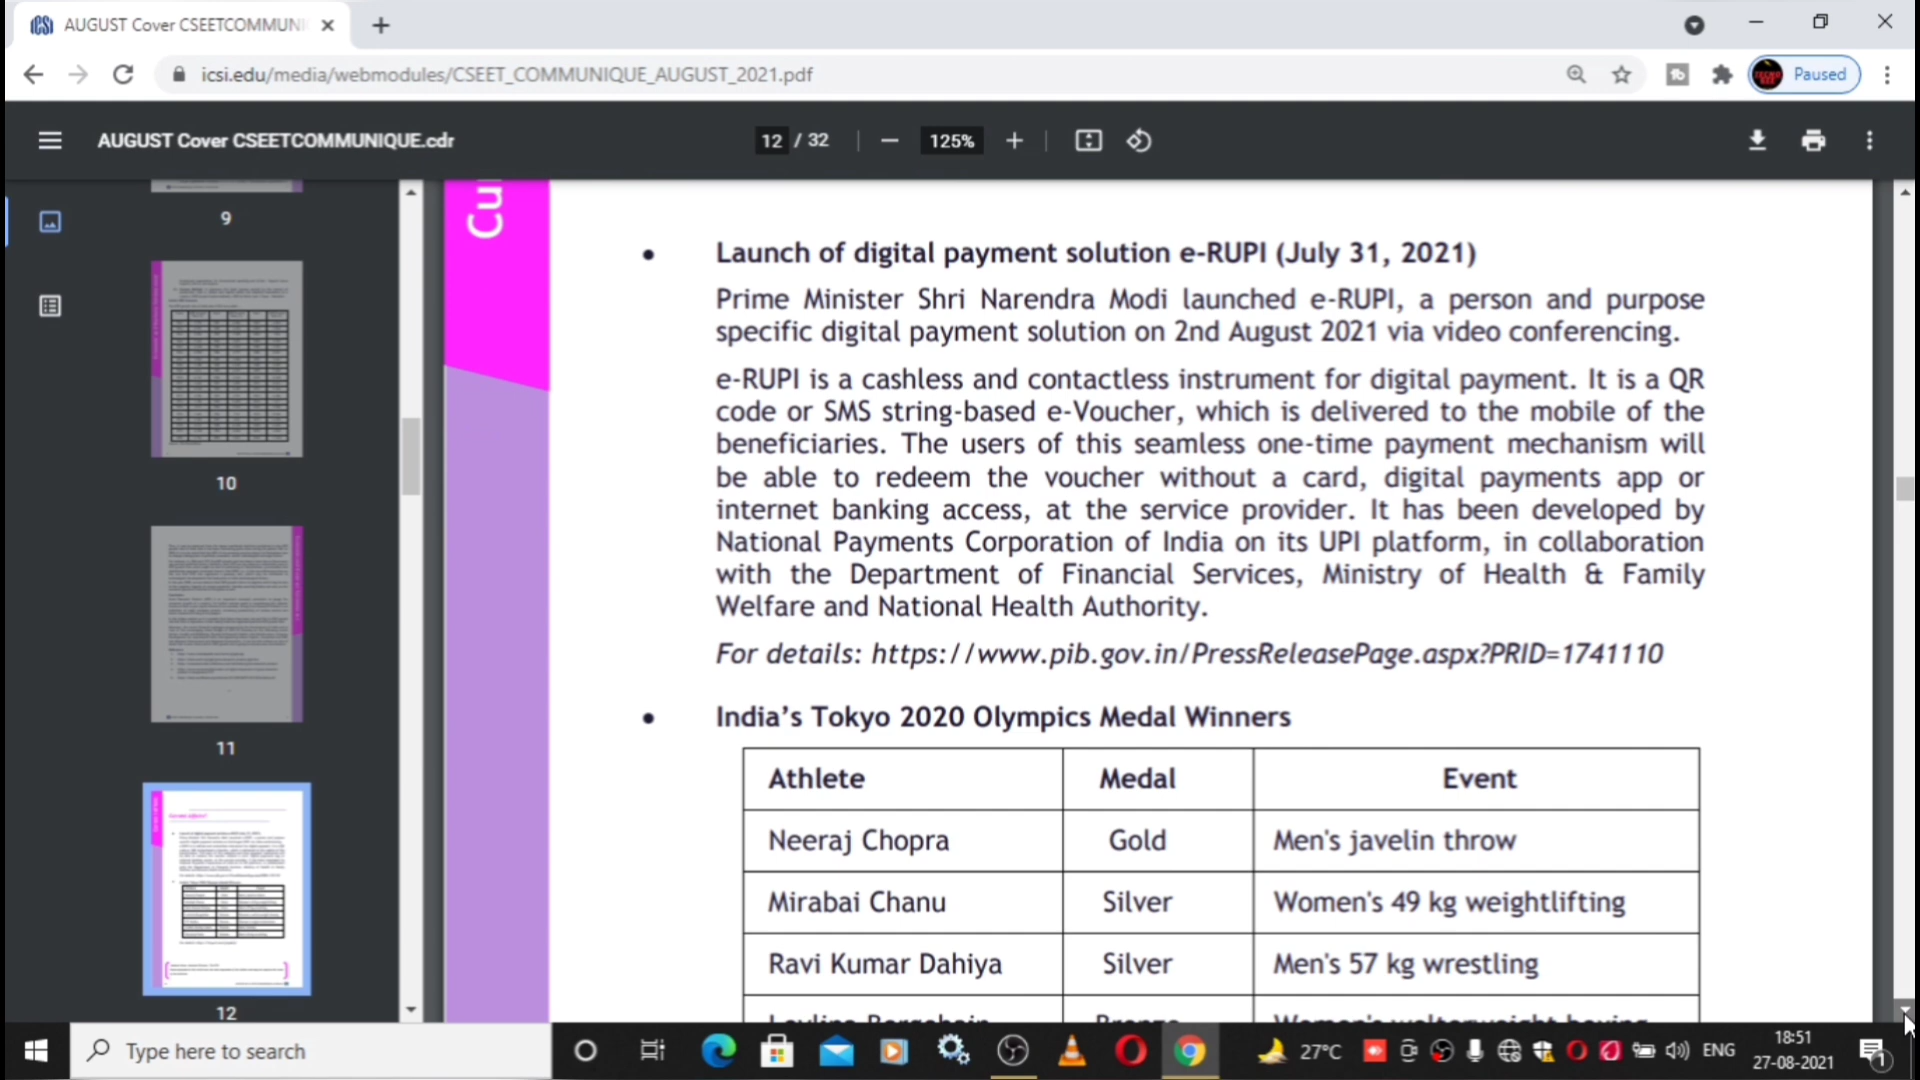 AUGUST Cover CSEETCOMMUNI
icsi.edu/media/webmodules/CSEET_COMMUNIQUE_AUGUST_2021.pdf
Paused
AUGUST Cover CSEETCOMMUNIQUE.cdr
12 / 32
125%
9
10
11
12
Cu
• Launch of digital payment solution e-RUPI (July 31, 2021)
Prime Minister Shri Narendra Modi launched e-RUPI, a person and purpose
specific digital payment solution on 2nd August 2021 via video conferencing.
e-RUPI is a cashless and contactless instrument for digital payment. It is a QR
code or SMS string-based e-Voucher, which is delivered to the mobile of the
beneficiaries. The users of this seamless one-time payment mechanism will
be able to redeem the voucher without a card, digital payments app or
internet banking access, at the service provider. It has been developed by
National Payments Corporation of India on its UPI platform, in collaboration
with the Department of Financial Services, Ministry of Health & Family
Welfare and National Health Authority.
For details: https://www.pib.gov.in/PressReleasePage.aspx?PRID=1741110
• India’s Tokyo 2020 Olympics Medal Winners
Athlete Medal Event
Neeraj Chopra Gold Men's javelin throw
Mirabai Chanu Silver Women's 49 kg weightlifting
Ravi Kumar Dahiya Silver Men's 57 kg wrestling
Type here to search
27°C
ENG
18:51
27-08-2021
1